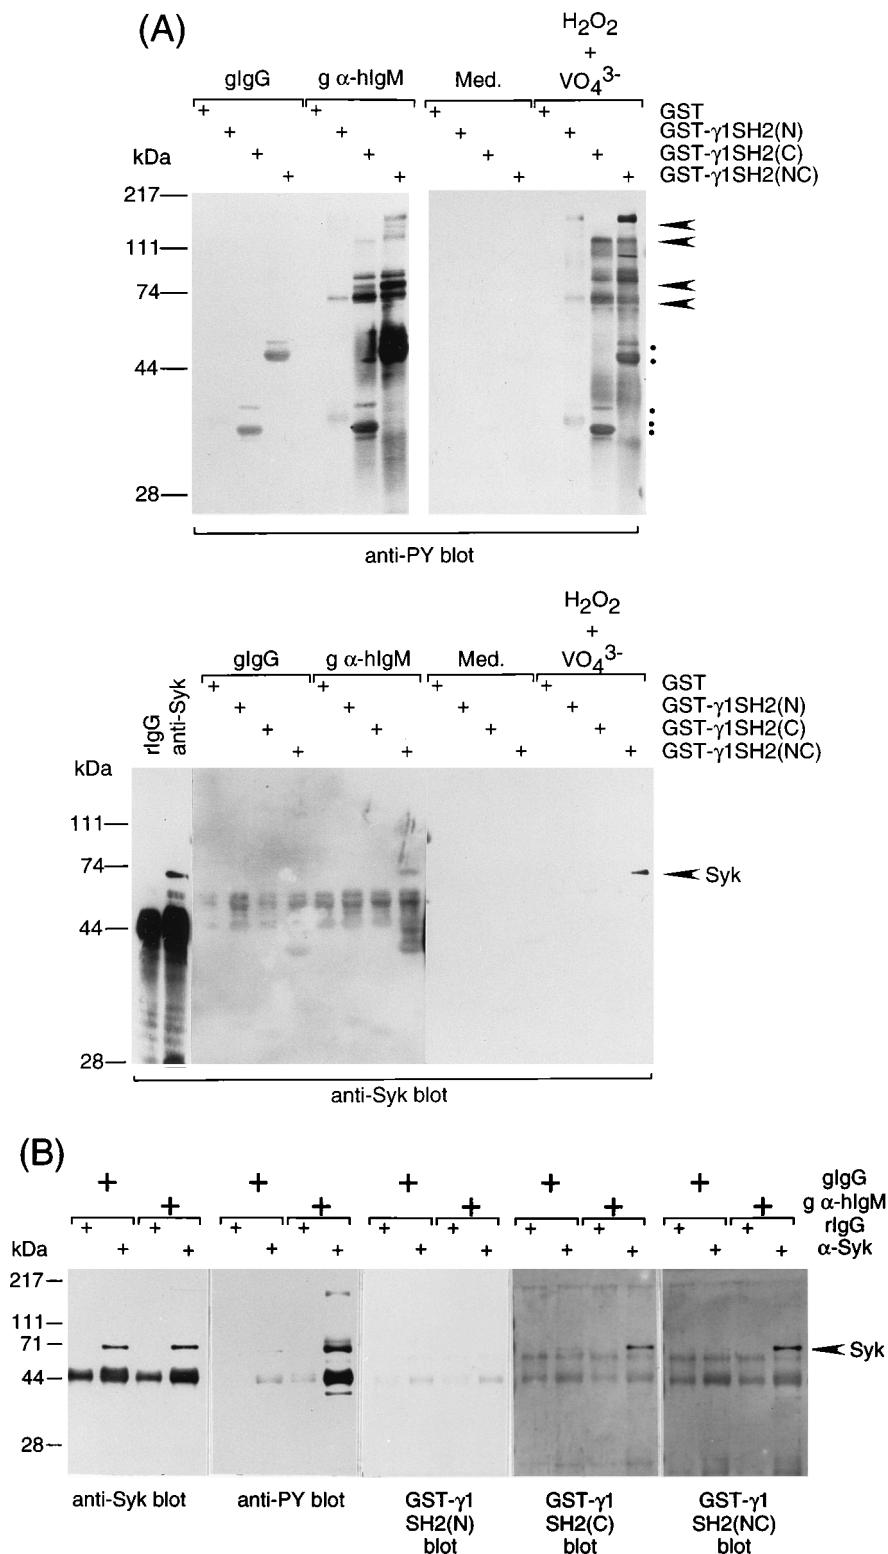 (A)
H2O2
+
gIgG g α-hIgM Med. VO4 3-
+ + + + GST
+ + + + GST-γ1SH2(N)
+ + + + GST-γ1SH2(C)
+ + + + GST-γ1SH2(NC)
kDa
217
111
74
44
28
anti-PY blot
H2O2
+
gIgG g α-hIgM Med. VO4 3-
+ + + + GST
+ + + + GST-γ1SH2(N)
+ + + + GST-γ1SH2(C)
+ + + + GST-γ1SH2(NC)
rIgG
anti-Syk
kDa
111
74
Syk
44
28
anti-Syk blot
(B)
+ + + + + gIgG
+ + + + + g α-hIgM
+ + + + + + + + + + rIgG
kDa + + + + + + + + + + α-Syk
217
111
71
Syk
44
28
anti-Syk blot anti-PY blot GST-γ1 GST-γ1 GST-γ1
SH2(N) SH2(C) SH2(NC)
blot blot blot